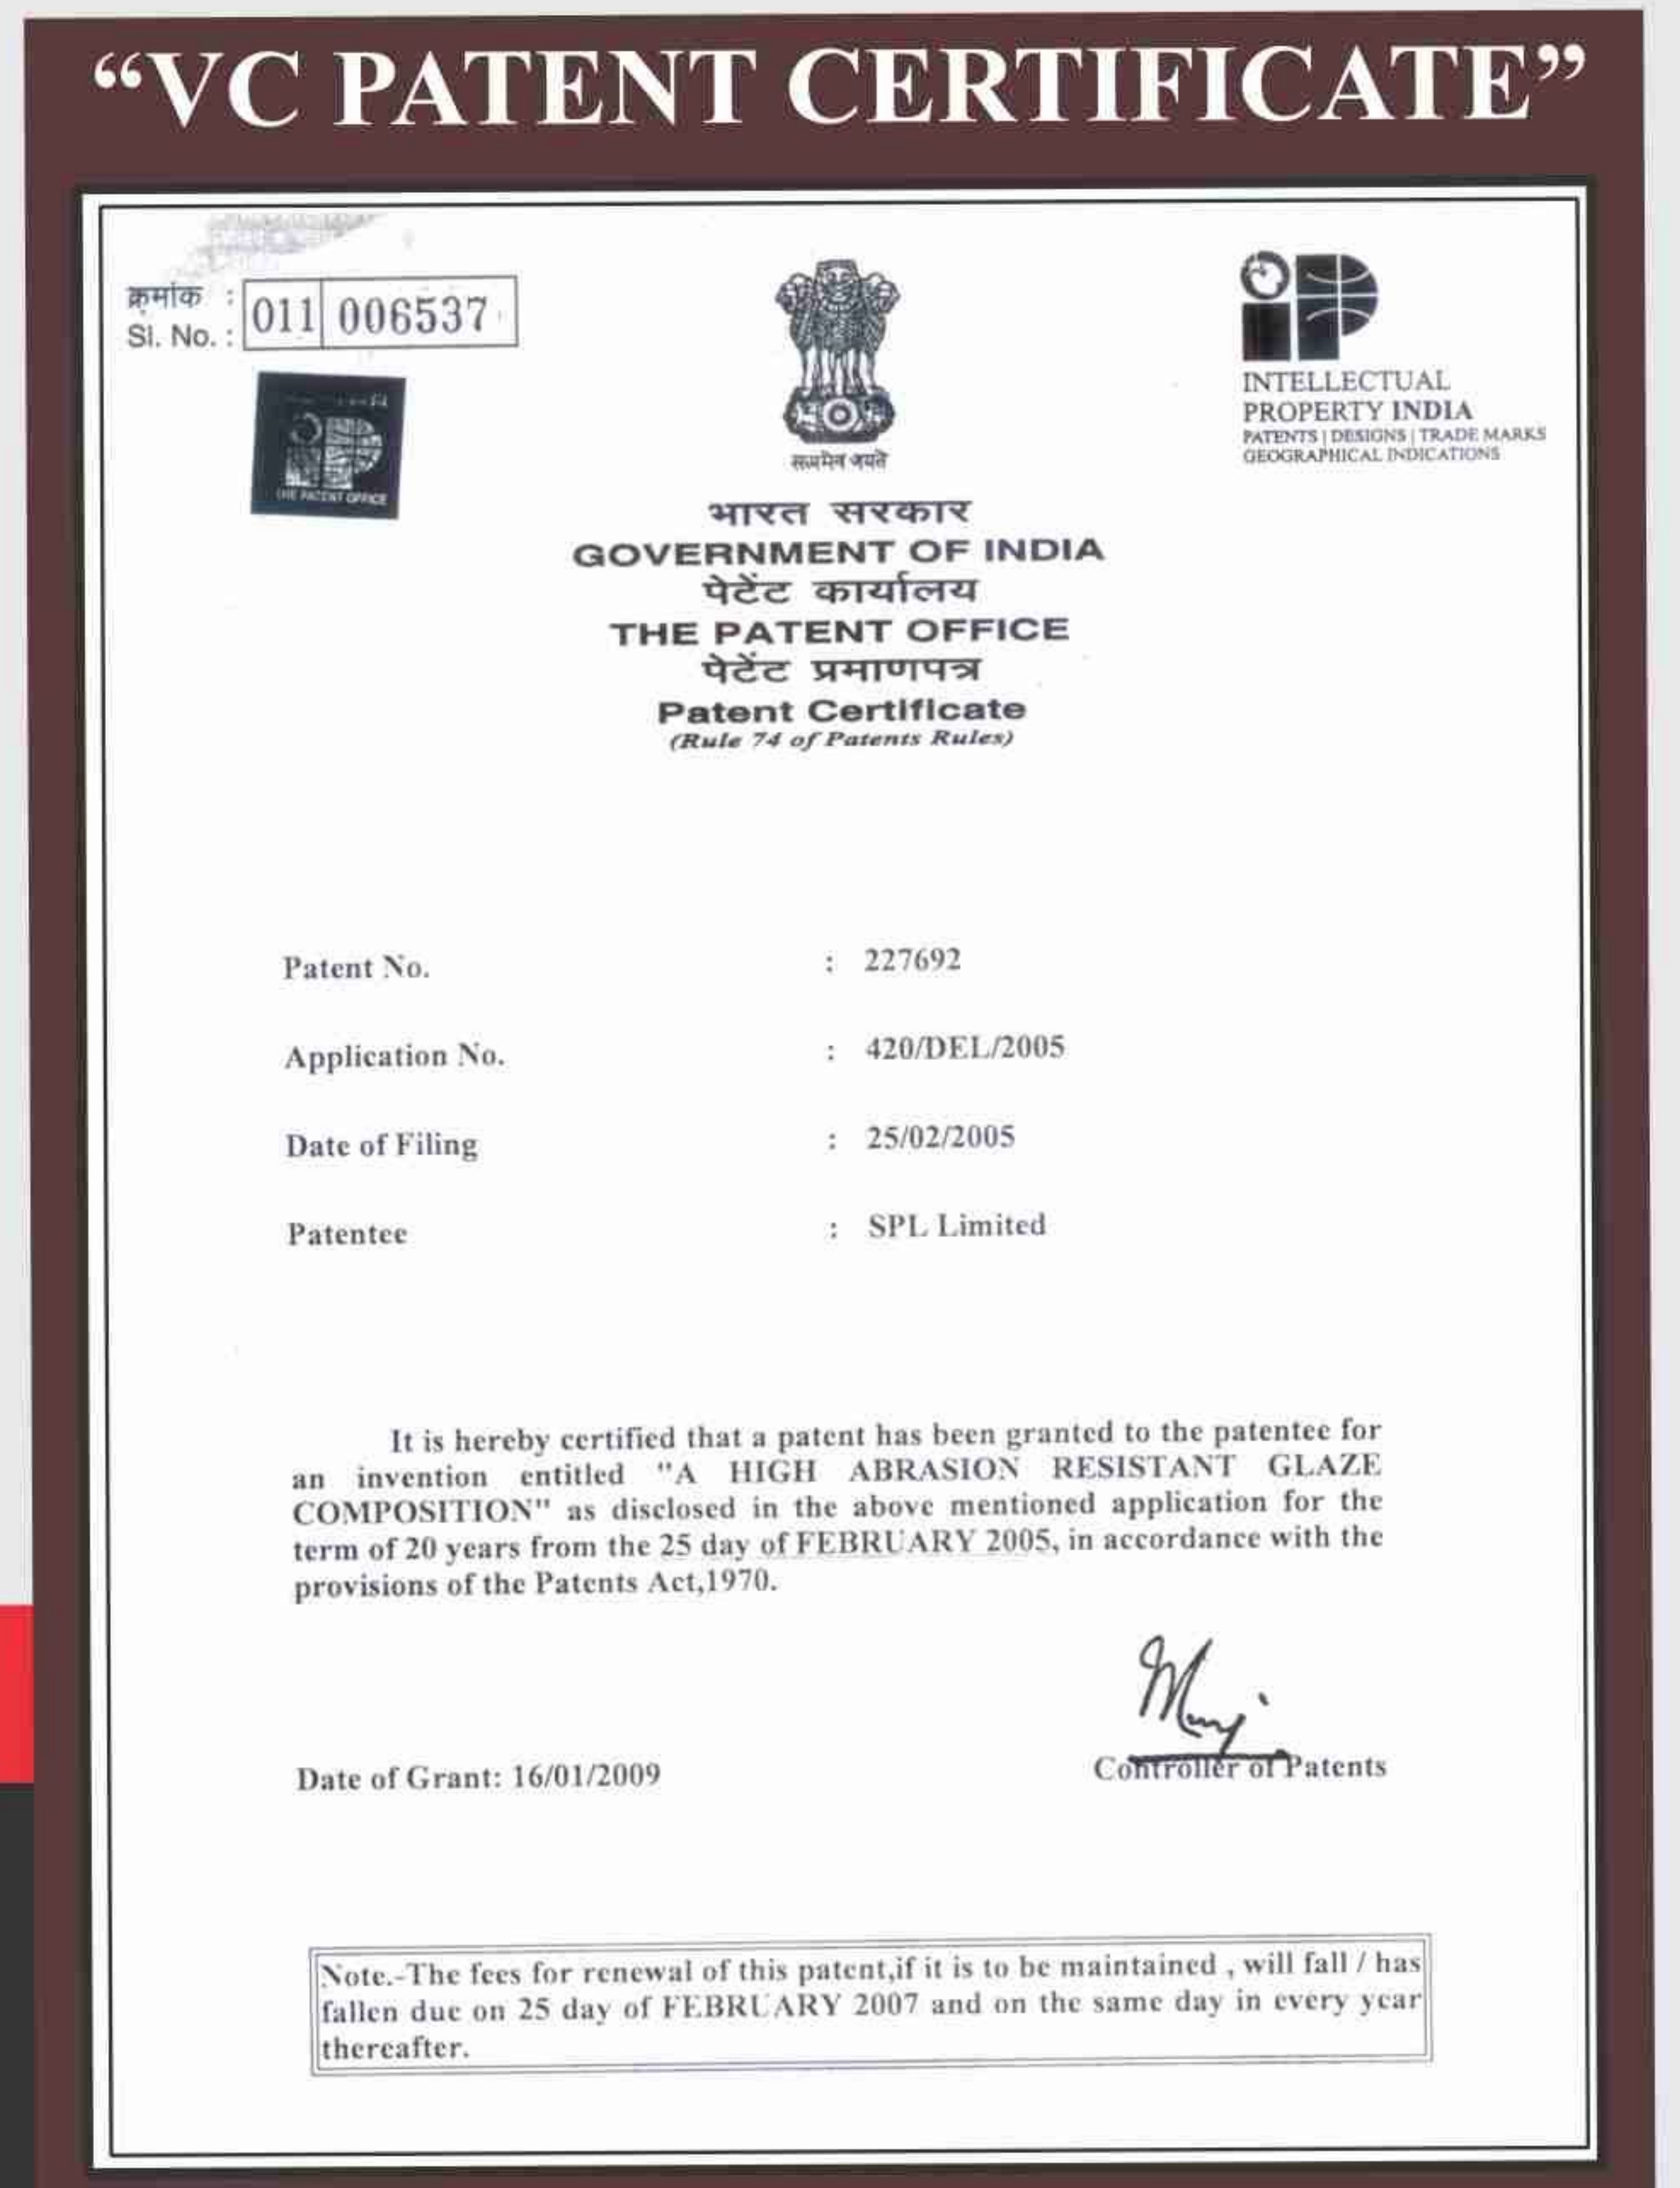 “VC PATENT CERTIFICATE”
क्रमांक :
Sl. No. :
011 006537
THE PATENT OFFICE
सत्यमेव जयते
INTELLECTUAL
PROPERTY INDIA
PATENTS | DESIGNS | TRADE MARKS
GEOGRAPHICAL INDICATIONS
भारत सरकार
GOVERNMENT OF INDIA
पेटेंट कार्यालय
THE PATENT OFFICE
पेटेंट प्रमाणपत्र
Patent Certificate
(Rule 74 of Patents Rules)
Patent No. : 227692
Application No. : 420/DEL/2005
Date of Filing : 25/02/2005
Patentee : SPL Limited
It is hereby certified that a patent has been granted to the patentee for
an invention entitled "A HIGH ABRASION RESISTANT GLAZE
COMPOSITION" as disclosed in the above mentioned application for the
term of 20 years from the 25 day of FEBRUARY 2005, in accordance with the
provisions of the Patents Act,1970.
Date of Grant: 16/01/2009
Controller of Patents
Note.-The fees for renewal of this patent,if it is to be maintained , will fall / has
fallen due on 25 day of FEBRUARY 2007 and on the same day in every year
thereafter.